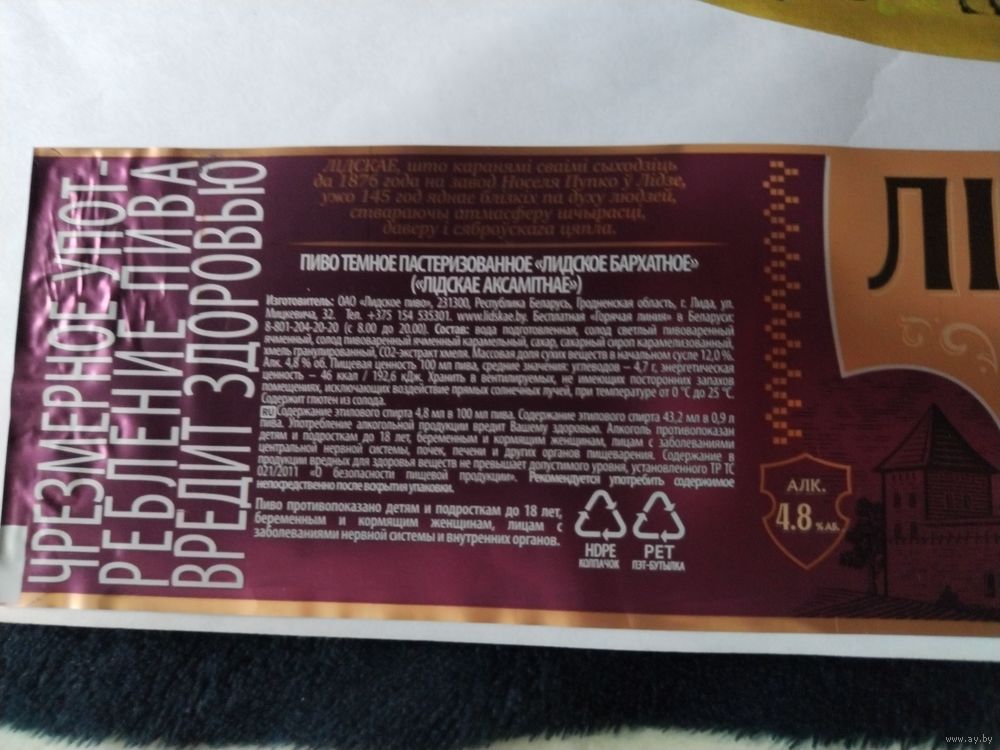 ЧРЕЗМЕРНОЕ УПОТ-
РЕБЛЕНИЕ ПИВА
ВРЕДИТ ЗДОРОВЬЮ
ЛІДСКАЕ, што каранямі сваімі сыходзіць
да 1876 года на завод Носеля Пупко ў Лідзе,
ужо 145 год яднае блізкіх па духу людзей,
ствараючы атмасферу шчырасці,
даверу і сяброўскага цяпла.
ПИВО ТЕМНОЕ ПАСТЕРИЗОВАННОЕ «ЛИДСКОЕ БАРХАТНОЕ»
(«ЛІДСКАЕ АКСАМІТНАЕ»)
Изготовитель: ОАО «Лидское пиво», 231300, Республика Беларусь, Гродненская область, г. Лида, ул.
Мицкевича, 32. Тел. +375 154 535301. www.lidskae.by. Бесплатная «Горячая линия» в Беларуси:
8-801-204-20-20 (с 8.00 до 20.00). Состав: вода подготовленная, солод светлый пивоваренный
ячменный, солод пивоваренный ячменный карамельный, сахар, сахарный сироп карамелизованный,
хмель гранулированный, СО2-экстракт хмеля. Массовая доля сухих веществ в начальном сусле 12,0 %.
Алк. 4,8 % об. Пищевая ценность 100 мл пива, средние значения: углеводов – 4,7 г, энергетическая
ценность – 46 ккал / 192,6 кДж. Хранить в вентилируемых, не имеющих посторонних запахов
помещениях, исключающих воздействие прямых солнечных лучей, при температуре от 0 °С до 25 °С.
Содержит глютен из солода.
RU Содержание этилового спирта 4,8 мл в 100 мл пива. Содержание этилового спирта 43,2 мл в 0,9 л
пива. Употребление алкогольной продукции вредит Вашему здоровью. Алкоголь противопоказан
детям и подросткам до 18 лет, беременным и кормящим женщинам, лицам с заболеваниями
центральной нервной системы, почек, печени и других органов пищеварения. Содержание в
продукции вредных для здоровья веществ не превышает допустимого уровня, установленного ТР ТС
021/2011 «О безопасности пищевой продукции». Рекомендуется употребить содержимое
непосредственно после вскрытия упаковки.
Пиво противопоказано детям и подросткам до 18 лет,
беременным и кормящим женщинам, лицам с
заболеваниями нервной системы и внутренних органов.
HDPE
КОЛПАЧОК
PET
ПЭТ-БУТЫЛКА
АЛК.
4.8 % АБ.
ЛІ
www.ay.by